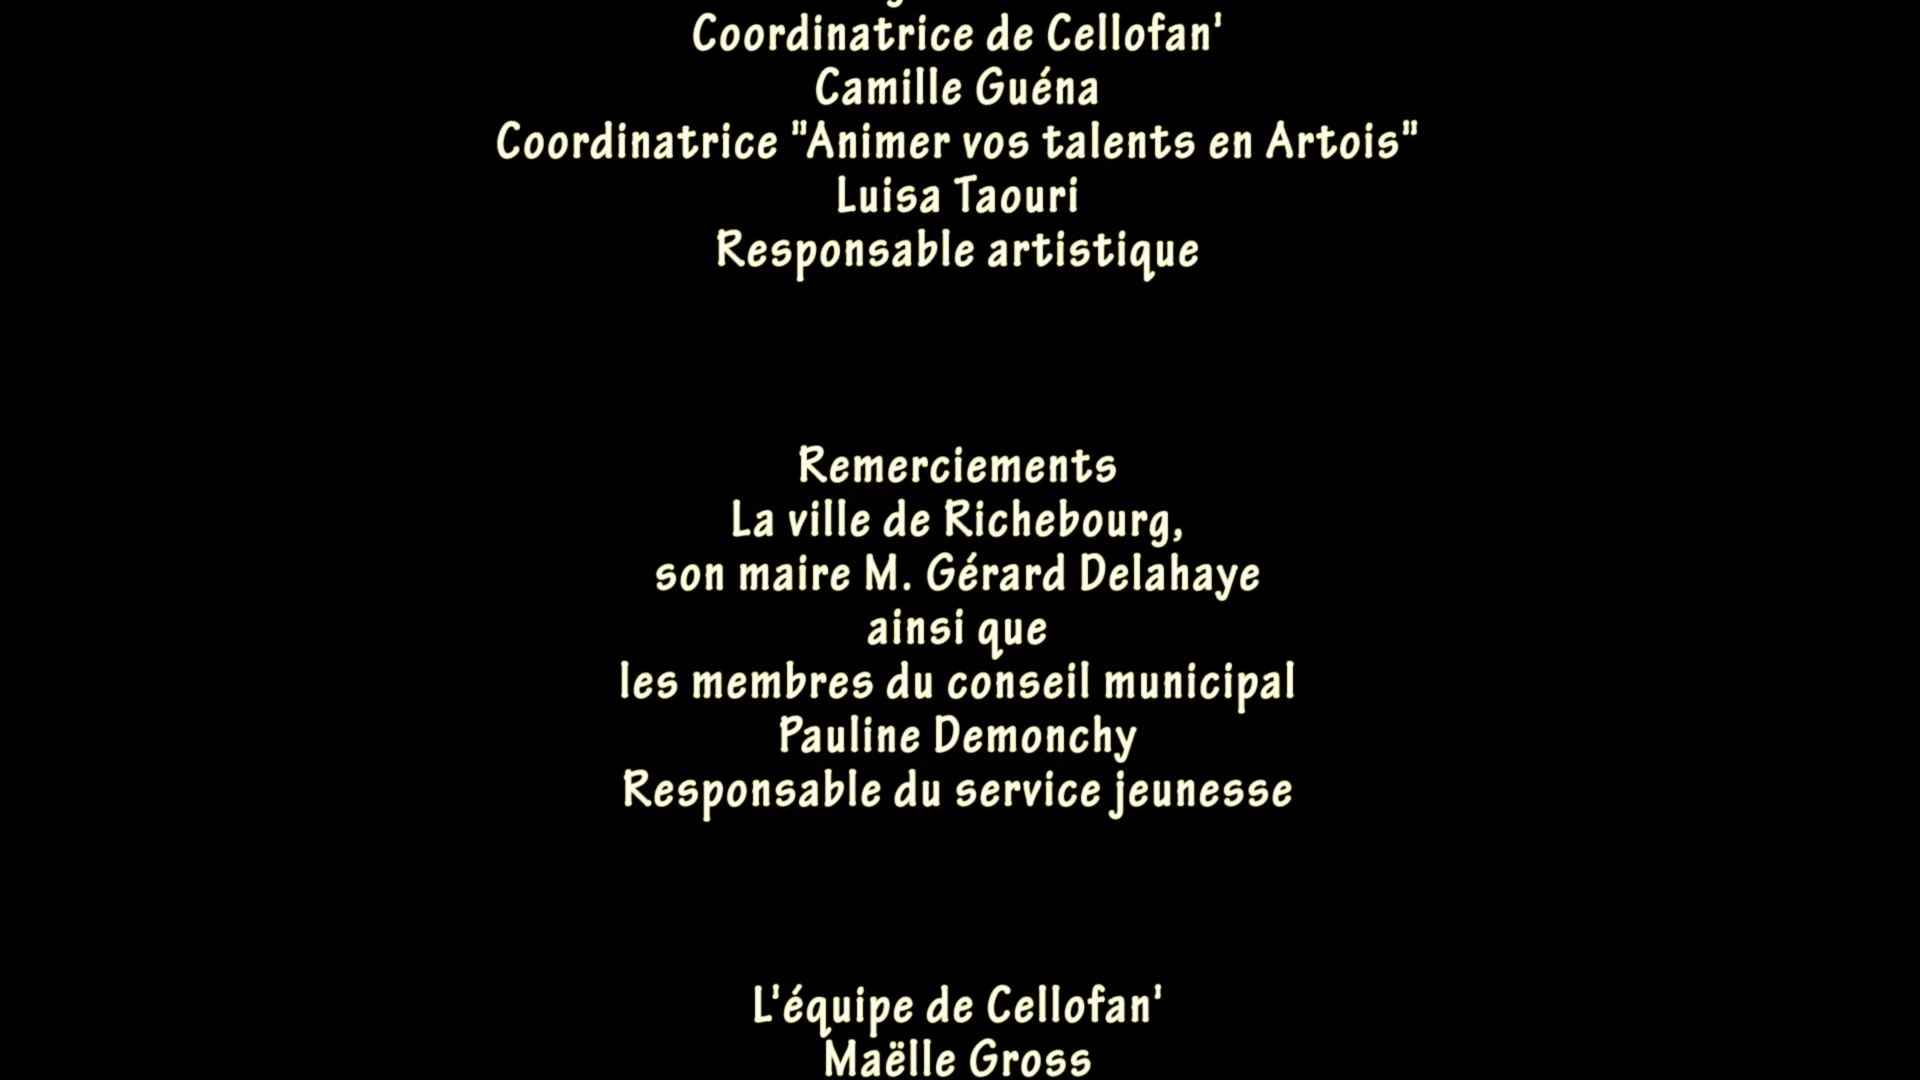 Coordinatrice de Cellofan'
Camille Guéna
Coordinatrice "Animer vos talents en Artois"
Luisa Taouri
Responsable artistique
Remerciements
La ville de Richebourg,
son maire M. Gérard Delahaye
ainsi que
les membres du conseil municipal
Pauline Demonchy
Responsable du service jeunesse
L'équipe de Cellofan'
Maëlle Gross